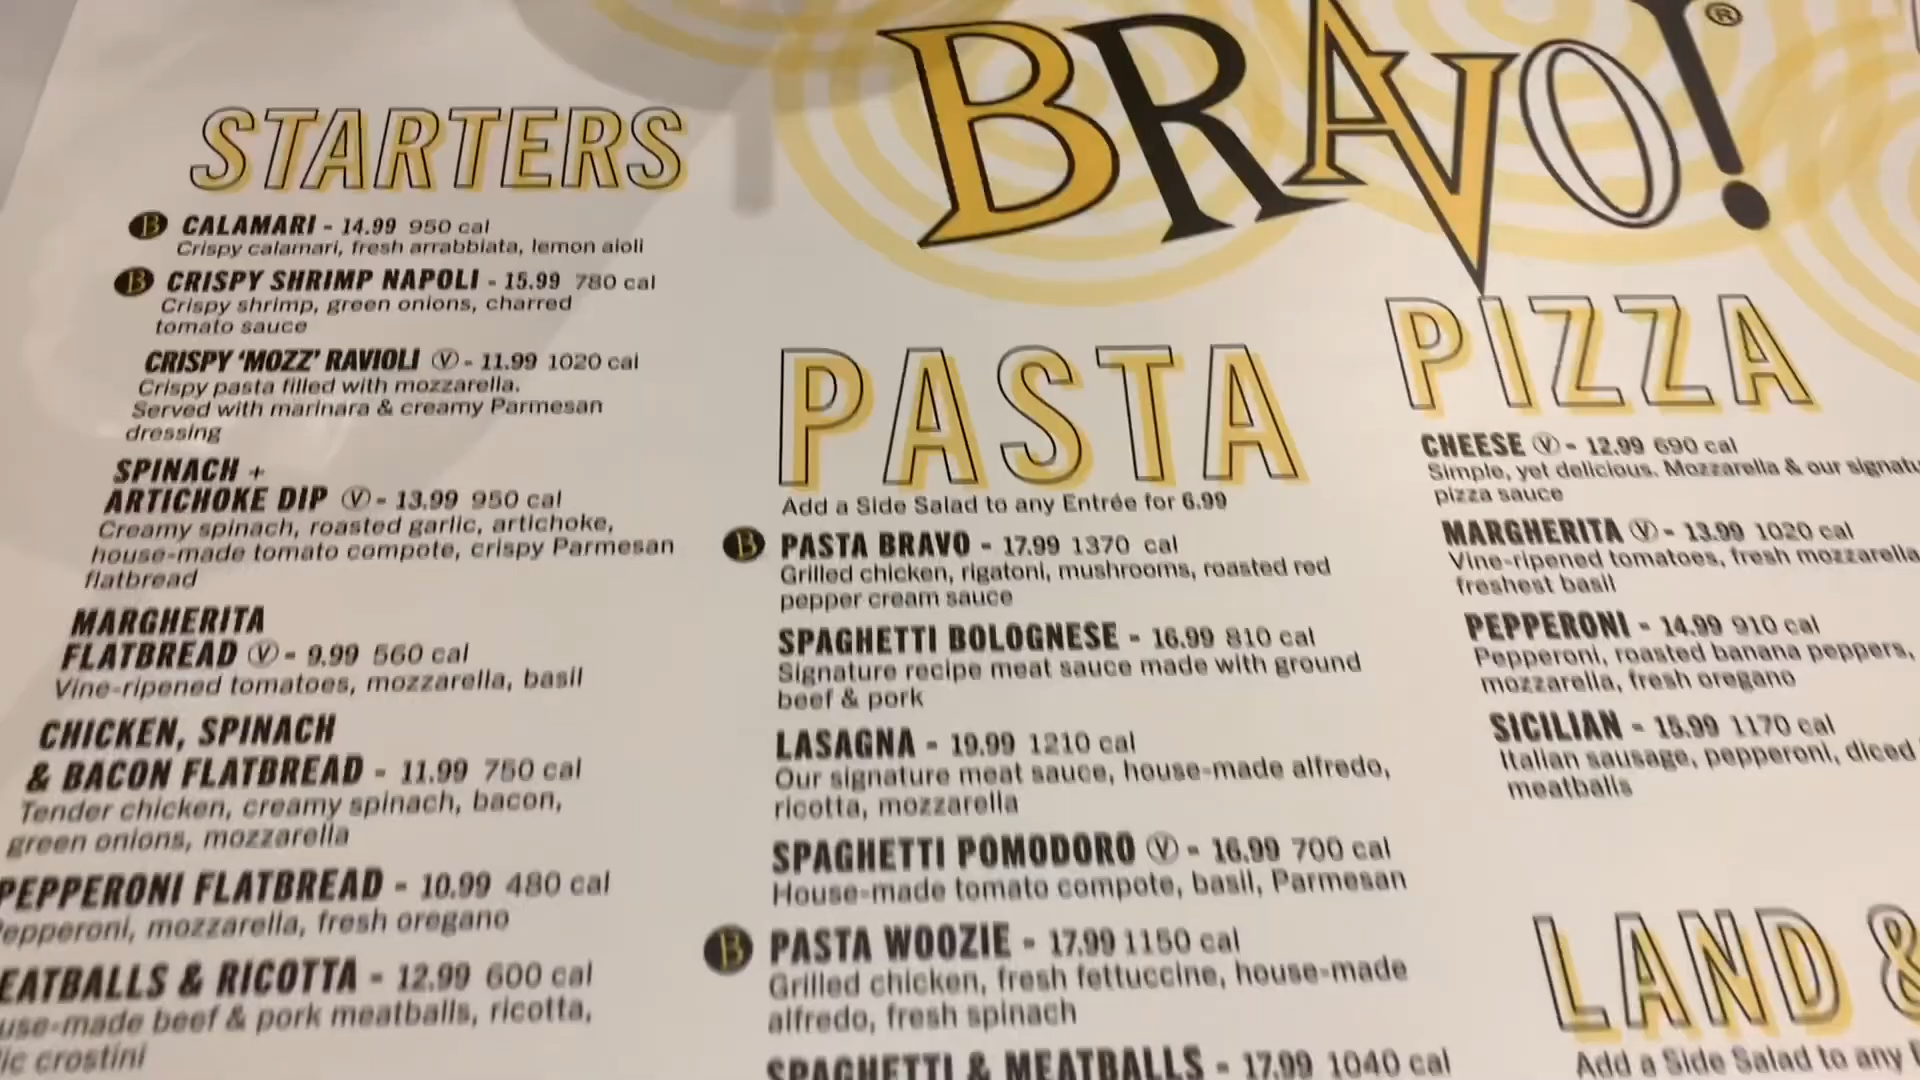 BRAVO!®
STARTERS
B CALAMARI - 14.99 950 cal
Crispy calamari, fresh arrabbiata, lemon aioli
B CRISPY SHRIMP NAPOLI - 15.99 780 cal
Crispy shrimp, green onions, charred
tomato sauce
CRISPY 'MOZZ' RAVIOLI Ⓥ - 11.99 1020 cal
Crispy pasta filled with mozzarella.
Served with marinara & creamy Parmesan
dressing
SPINACH +
ARTICHOKE DIP Ⓥ - 13.99 950 cal
Creamy spinach, roasted garlic, artichoke,
house-made tomato compote, crispy Parmesan
flatbread
MARGHERITA
FLATBREAD Ⓥ - 9.99 560 cal
Vine-ripened tomatoes, mozzarella, basil
CHICKEN, SPINACH
& BACON FLATBREAD - 11.99 750 cal
Tender chicken, creamy spinach, bacon,
green onions, mozzarella
PEPPERONI FLATBREAD - 10.99 480 cal
epperoni, mozzarella, fresh oregano
EATBALLS & RICOTTA - 12.99 600 cal
use-made beef & pork meatballs, ricotta,
ic crostini
PASTA
Add a Side Salad to any Entrée for 6.99
B PASTA BRAVO - 17.99 1370 cal
Grilled chicken, rigatoni, mushrooms, roasted red
pepper cream sauce
SPAGHETTI BOLOGNESE - 16.99 810 cal
Signature recipe meat sauce made with ground
beef & pork
LASAGNA - 19.99 1210 cal
Our signature meat sauce, house-made alfredo,
ricotta, mozzarella
SPAGHETTI POMODORO Ⓥ - 16.99 700 cal
House-made tomato compote, basil, Parmesan
B PASTA WOOZIE - 17.99 1150 cal
Grilled chicken, fresh fettuccine, house-made
alfredo, fresh spinach
SPAGHETTI & MEATBALLS - 17.99 1040 cal
PIZZA
CHEESE Ⓥ - 12.99 690 cal
Simple, yet delicious. Mozzarella & our signatu
pizza sauce
MARGHERITA Ⓥ - 13.99 1020 cal
Vine-ripened tomatoes, fresh mozzarella
freshest basil
PEPPERONI - 14.99 910 cal
Pepperoni, roasted banana peppers,
mozzarella, fresh oregano
SICILIAN - 15.99 1170 cal
Italian sausage, pepperoni, diced
meatballs
LAND &
Add a Side Salad to any